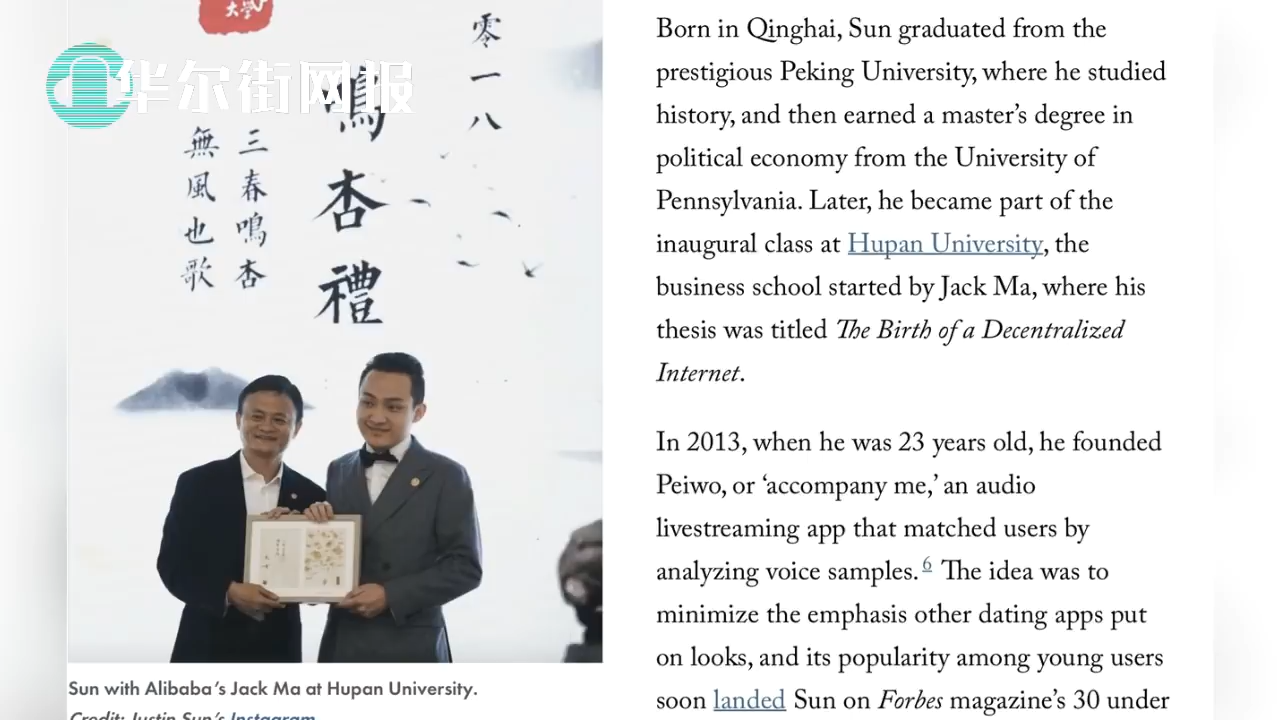 大學
华尔街网报
零一八
鳴杏禮
三春鳴杏
無風也歌
Sun with Alibaba’s Jack Ma at Hupan University.
Credit: Justin Sun’s Instagram
Born in Qinghai, Sun graduated from the
prestigious Peking University, where he studied
history, and then earned a master’s degree in
political economy from the University of
Pennsylvania. Later, he became part of the
inaugural class at Hupan University, the
business school started by Jack Ma, where his
thesis was titled The Birth of a Decentralized
Internet.
In 2013, when he was 23 years old, he founded
Peiwo, or ‘accompany me,’ an audio
livestreaming app that matched users by
analyzing voice samples.6 The idea was to
minimize the emphasis other dating apps put
on looks, and its popularity among young users
soon landed Sun on Forbes magazine’s 30 under